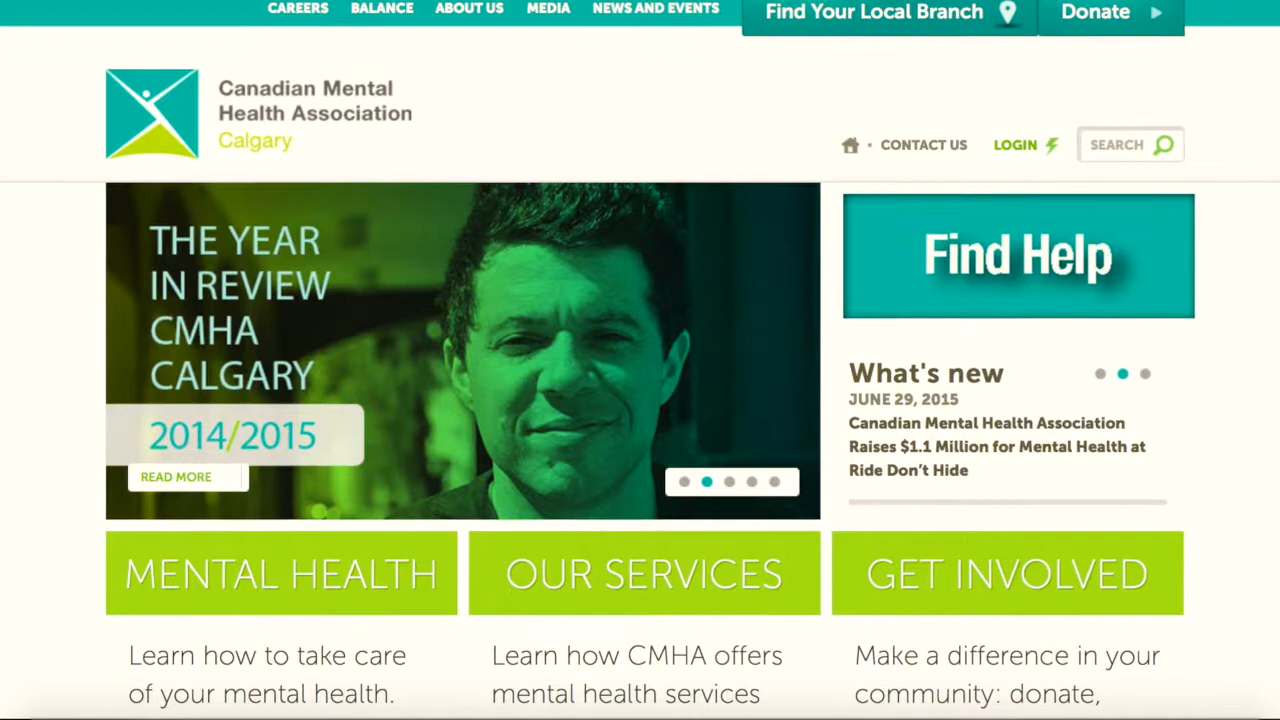 CAREERS BALANCE ABOUT US MEDIA NEWS AND EVENTS
Find Your Local Branch
Donate
Canadian Mental
Health Association
Calgary
CONTACT US
LOGIN
SEARCH
THE YEAR
IN REVIEW
CMHA
CALGARY
2014/2015
READ MORE
Find Help
What's new
JUNE 29, 2015
Canadian Mental Health Association
Raises $1.1 Million for Mental Health at
Ride Don’t Hide
MENTAL HEALTH
Learn how to take care
of your mental health.
OUR SERVICES
Learn how CMHA offers
mental health services
GET INVOLVED
Make a difference in your
community: donate,